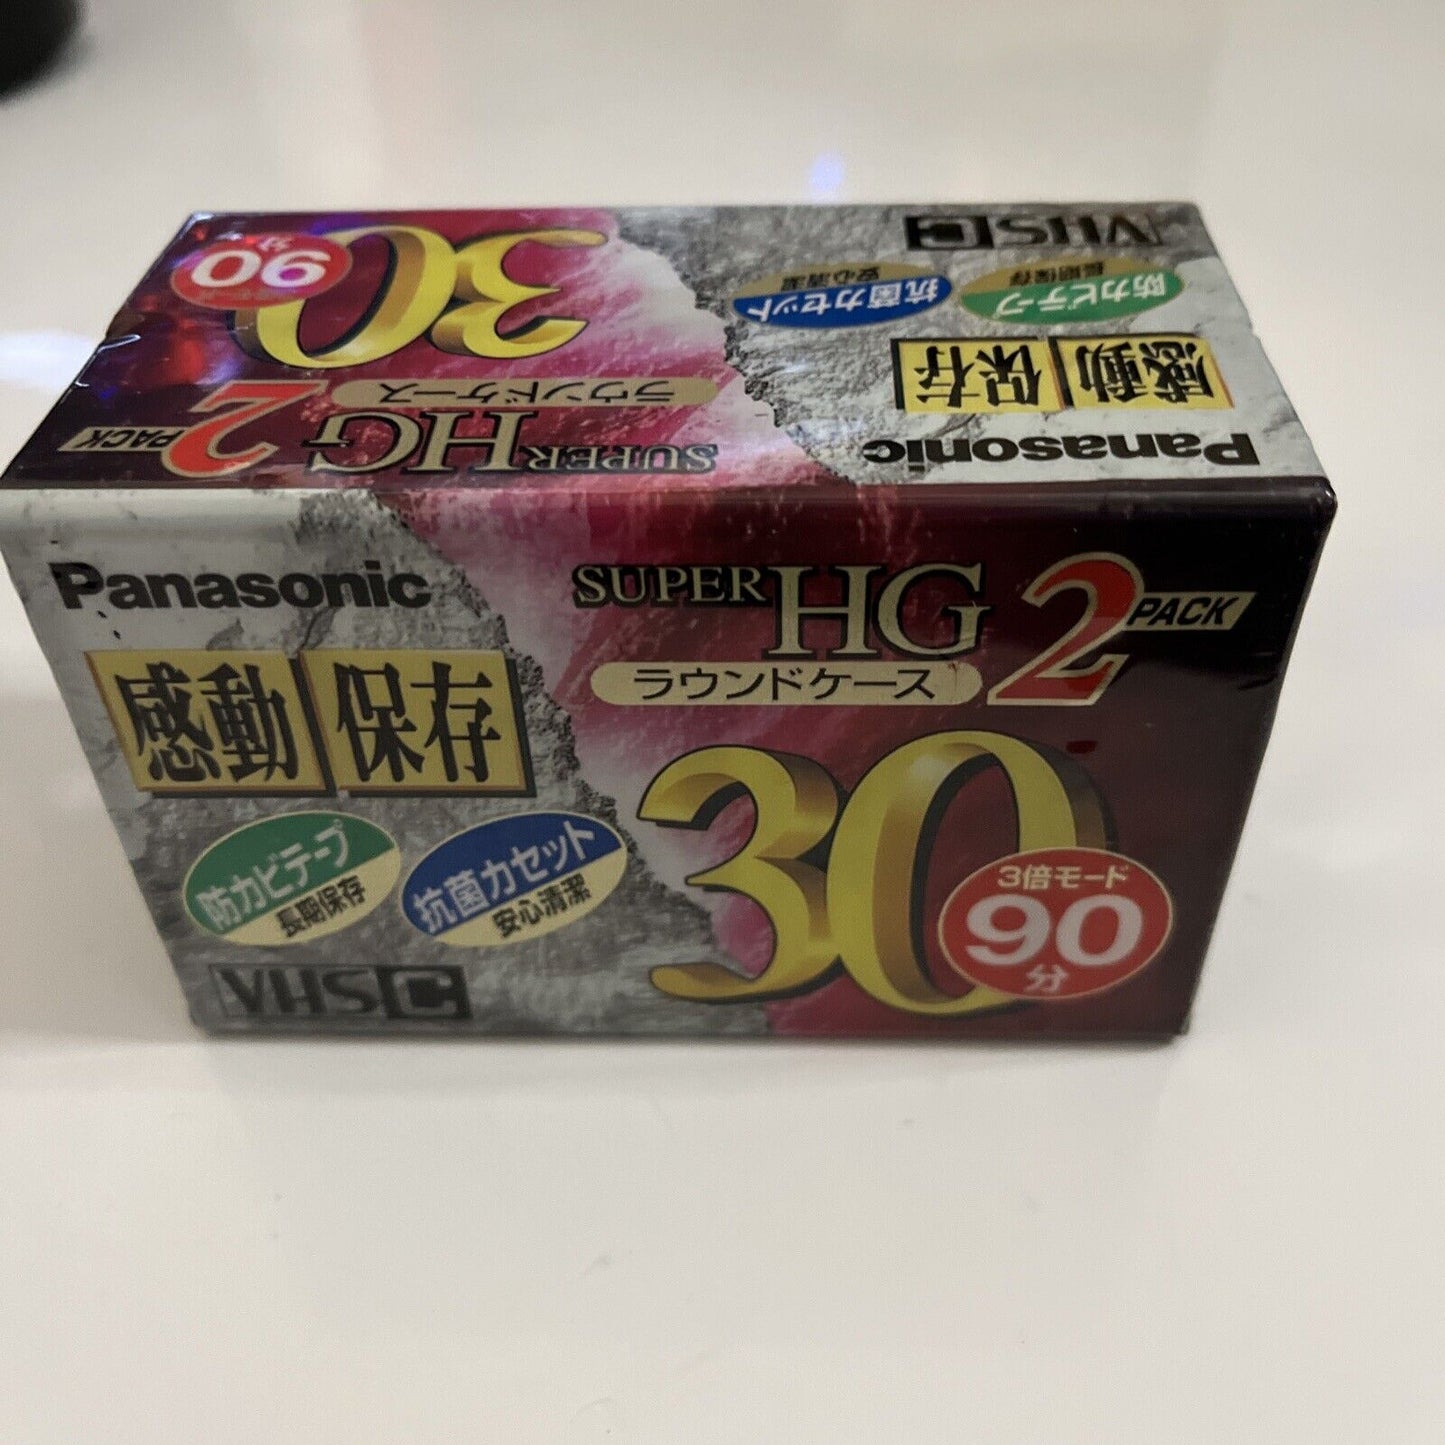 VHS C
防カビテープ
長期保存
抗菌カセット
安心清潔
感動 保存
Panasonic
30
90
分
ラウンドケース
SUPER HG 2 PACK
Panasonic
感動 保存
防カビテープ
長期保存
抗菌カセット
安心清潔
VHS C
SUPER HG 2 PACK
ラウンドケース
30
3倍モード
90
分